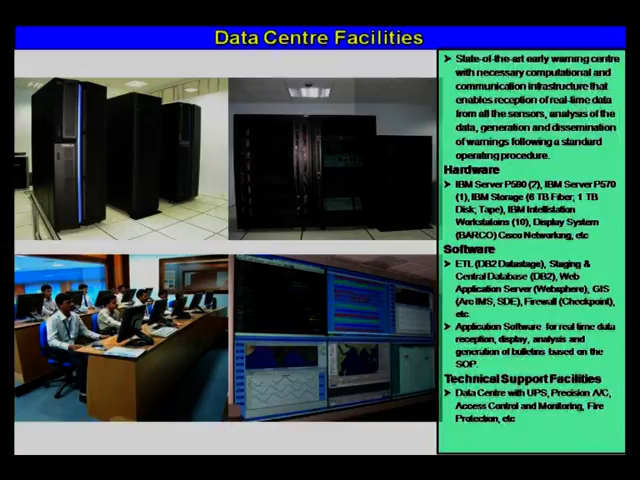 Data Centre Facilities
➢ State-of-the-art early warning centre
with necessary computational and
communication infrastructure that
enables reception of real-time data
from all the sensors, analysis of the
data, generation and dissemination
of warnings following a standard
operating procedure.
Hardware
➢ IBM Server P590 (2), IBM Server P570
(1), IBM Storage (6 TB Fiber, 1 TB
Disk, Tape), IBM Intellistation
Workstatoins (10), Display System
(BARCO) Cisco Networking, etc
Software
➢ ETL (DB2 Datastage), Staging &
Central Database (DB2), Web
Application Server (Websphere), GIS
(Arc IMS, SDE), Firewall (Checkpoint),
etc.
➢ Application Software for real time data
reception, display, analysis and
generation of bulletins based on the
SOP.
Technical Support Facilities
➢ Data Centre with UPS, Precision A/C,
Access Control and Monitoring, Fire
Protection, etc